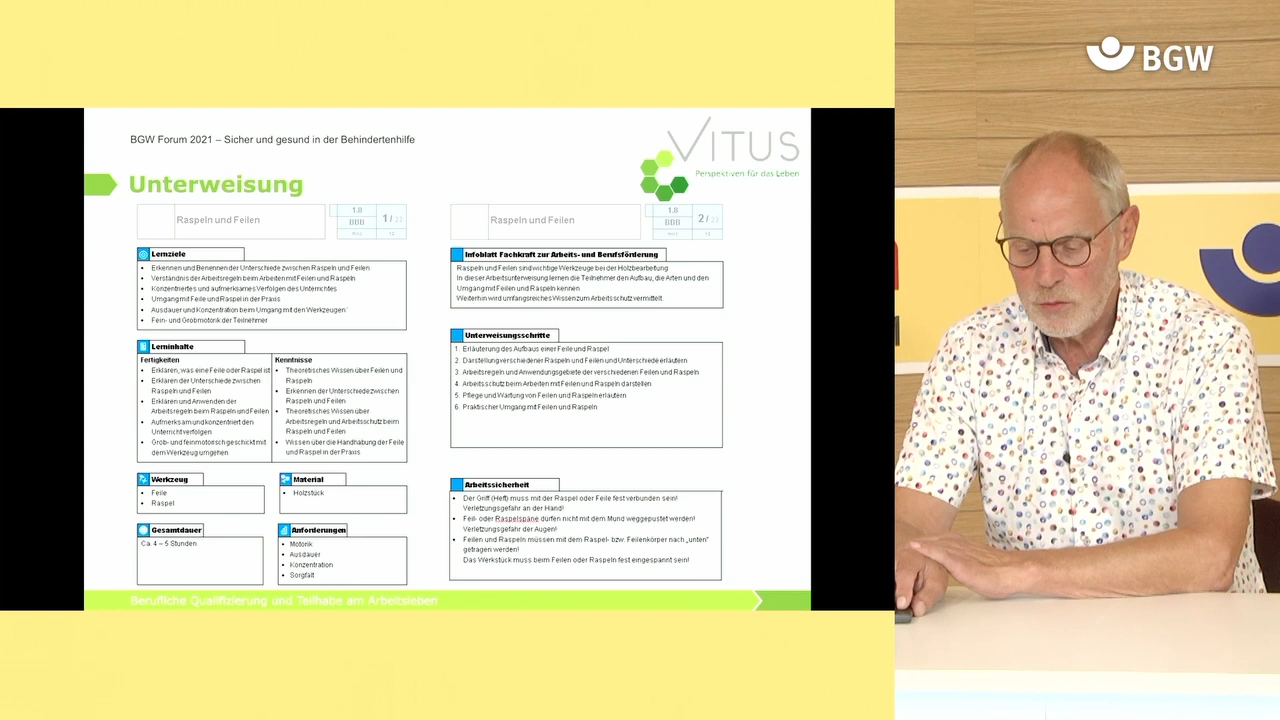 BGW
BGW Forum 2021 – Sicher und gesund in der Behindertenhilfe
VITUS
Perspektiven für das Leben
Unterweisung
Raspeln und Feilen
1.8
BBB
1 / 23
Lernziele
• Erkennen und Benennen der Unterschiede zwischen Raspeln und Feilen
• Verständnis der Arbeitsregeln beim Arbeiten mit Feilen und Raspeln
• Konzentriertes und aufmerksames Verfolgen des Unterrichtes
• Umgang mit Feile und Raspel in der Praxis
• Ausdauer und Konzentration beim Umgang mit den Werkzeugen
• Fein- und Grobmotorik der Teilnehmer
Lerninhalte
Fertigkeiten
• Erklären, was eine Feile oder Raspel ist
• Erklären der Unterschiede zwischen
Raspeln und Feilen
• Erklären und Anwenden der
Arbeitsregeln beim Raspeln und Feilen
• Aufmerksam und konzentriert den
Unterricht verfolgen
• Grob- und feinmotorisch geschickt mit
dem Werkzeug umgehen
Kenntnisse
• Theoretisches Wissen über Feilen und
Raspeln
• Erkennen der Unterschiede zwischen
Raspeln und Feilen
• Theoretisches Wissen über
Arbeitsregeln und Arbeitsschutz beim
Raspeln und Feilen
• Wissen über die Handhabung der Feile
und Raspel in der Praxis
Werkzeug
• Feile
• Raspel
Material
• Holzstück
Gesamtdauer
Ca. 4 – 5 Stunden
Anforderungen
• Motorik
• Ausdauer
• Konzentration
• Sorgfalt
Raspeln und Feilen
1.8
BBB
2 / 23
Infoblatt Fachkraft zur Arbeits- und Berufsförderung
Raspeln und Feilen sind wichtige Werkzeuge bei der Holzbearbeitung.
In dieser Arbeitsunterweisung lernen die Teilnehmer den Aufbau, die Arten und den
Umgang mit Feilen und Raspeln kennen.
Weiterhin wird umfangreiches Wissen zum Arbeitsschutz vermittelt.
Unterweisungsschritte
1. Erläuterung des Aufbaus einer Feile und Raspel
2. Darstellung verschiedener Raspeln und Feilen und Unterschiede erläutern
3. Arbeitsregeln und Anwendungsgebiete der verschiedenen Feilen und Raspeln
4. Arbeitsschutz beim Arbeiten mit Feilen und Raspeln darstellen
5. Pflege und Wartung von Feilen und Raspeln erläutern
6. Praktischer Umgang mit Feilen und Raspeln
Arbeitssicherheit
• Der Griff (Heft) muss mit der Raspel oder Feile fest verbunden sein!
Verletzungsgefahr an der Hand!
• Feil- oder Raspelspäne dürfen nicht mit dem Mund weggepustet werden!
Verletzungsgefahr der Augen!
• Feilen und Raspeln müssen mit dem Raspel- bzw. Feilenkörper nach „unten“
getragen werden!
Das Werkstück muss beim Feilen oder Raspeln fest eingespannt sein!
Berufliche Qualifizierung und Teilhabe am Arbeitsleben